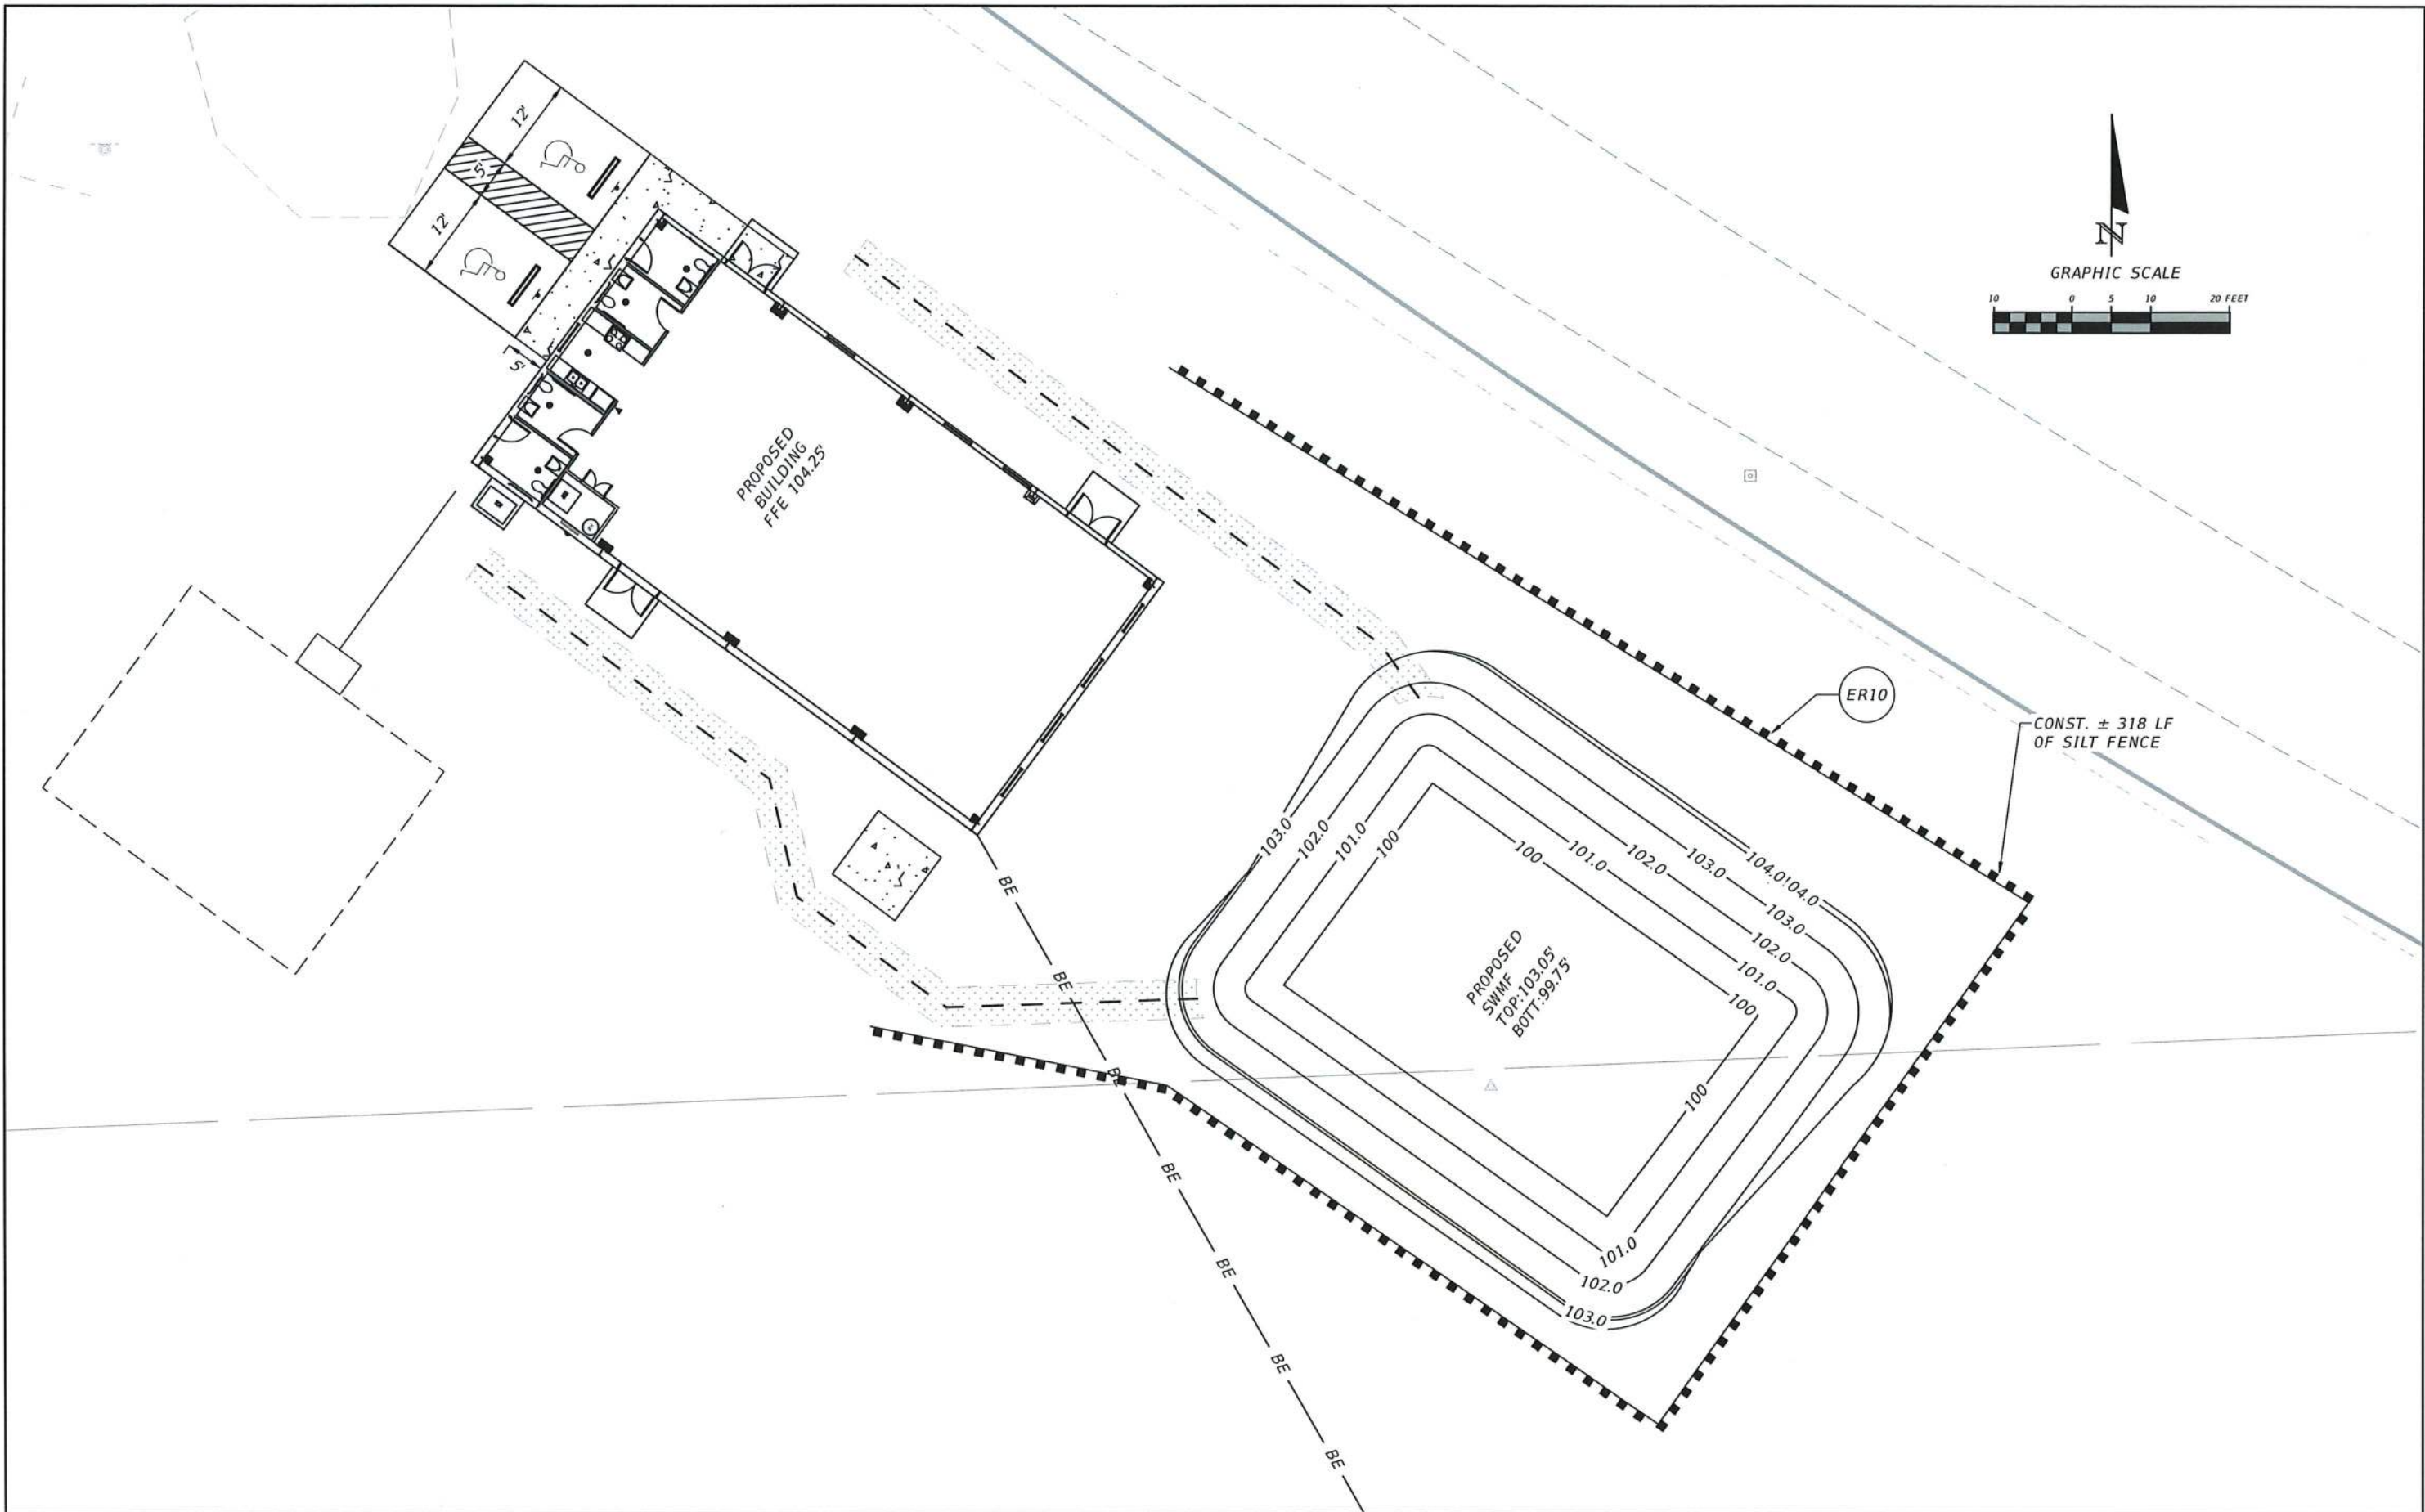 12'
5'
12'
5'
N
GRAPHIC SCALE
10 0 5 10 20 FEET
PROPOSED
BUILDING
FFE 104.25'
ER10
CONST. ± 318 LF
OF SILT FENCE
103.0
102.0
101.0
100
100
101.0
102.0
103.0
104.0
104.0
103.0
102.0
101.0
100
PROPOSED
SWMF
TOP:103.05'
BOTT:99.75'
100
101.0
102.0
103.0
BE
BE
BE
BE
BE
BE
BE